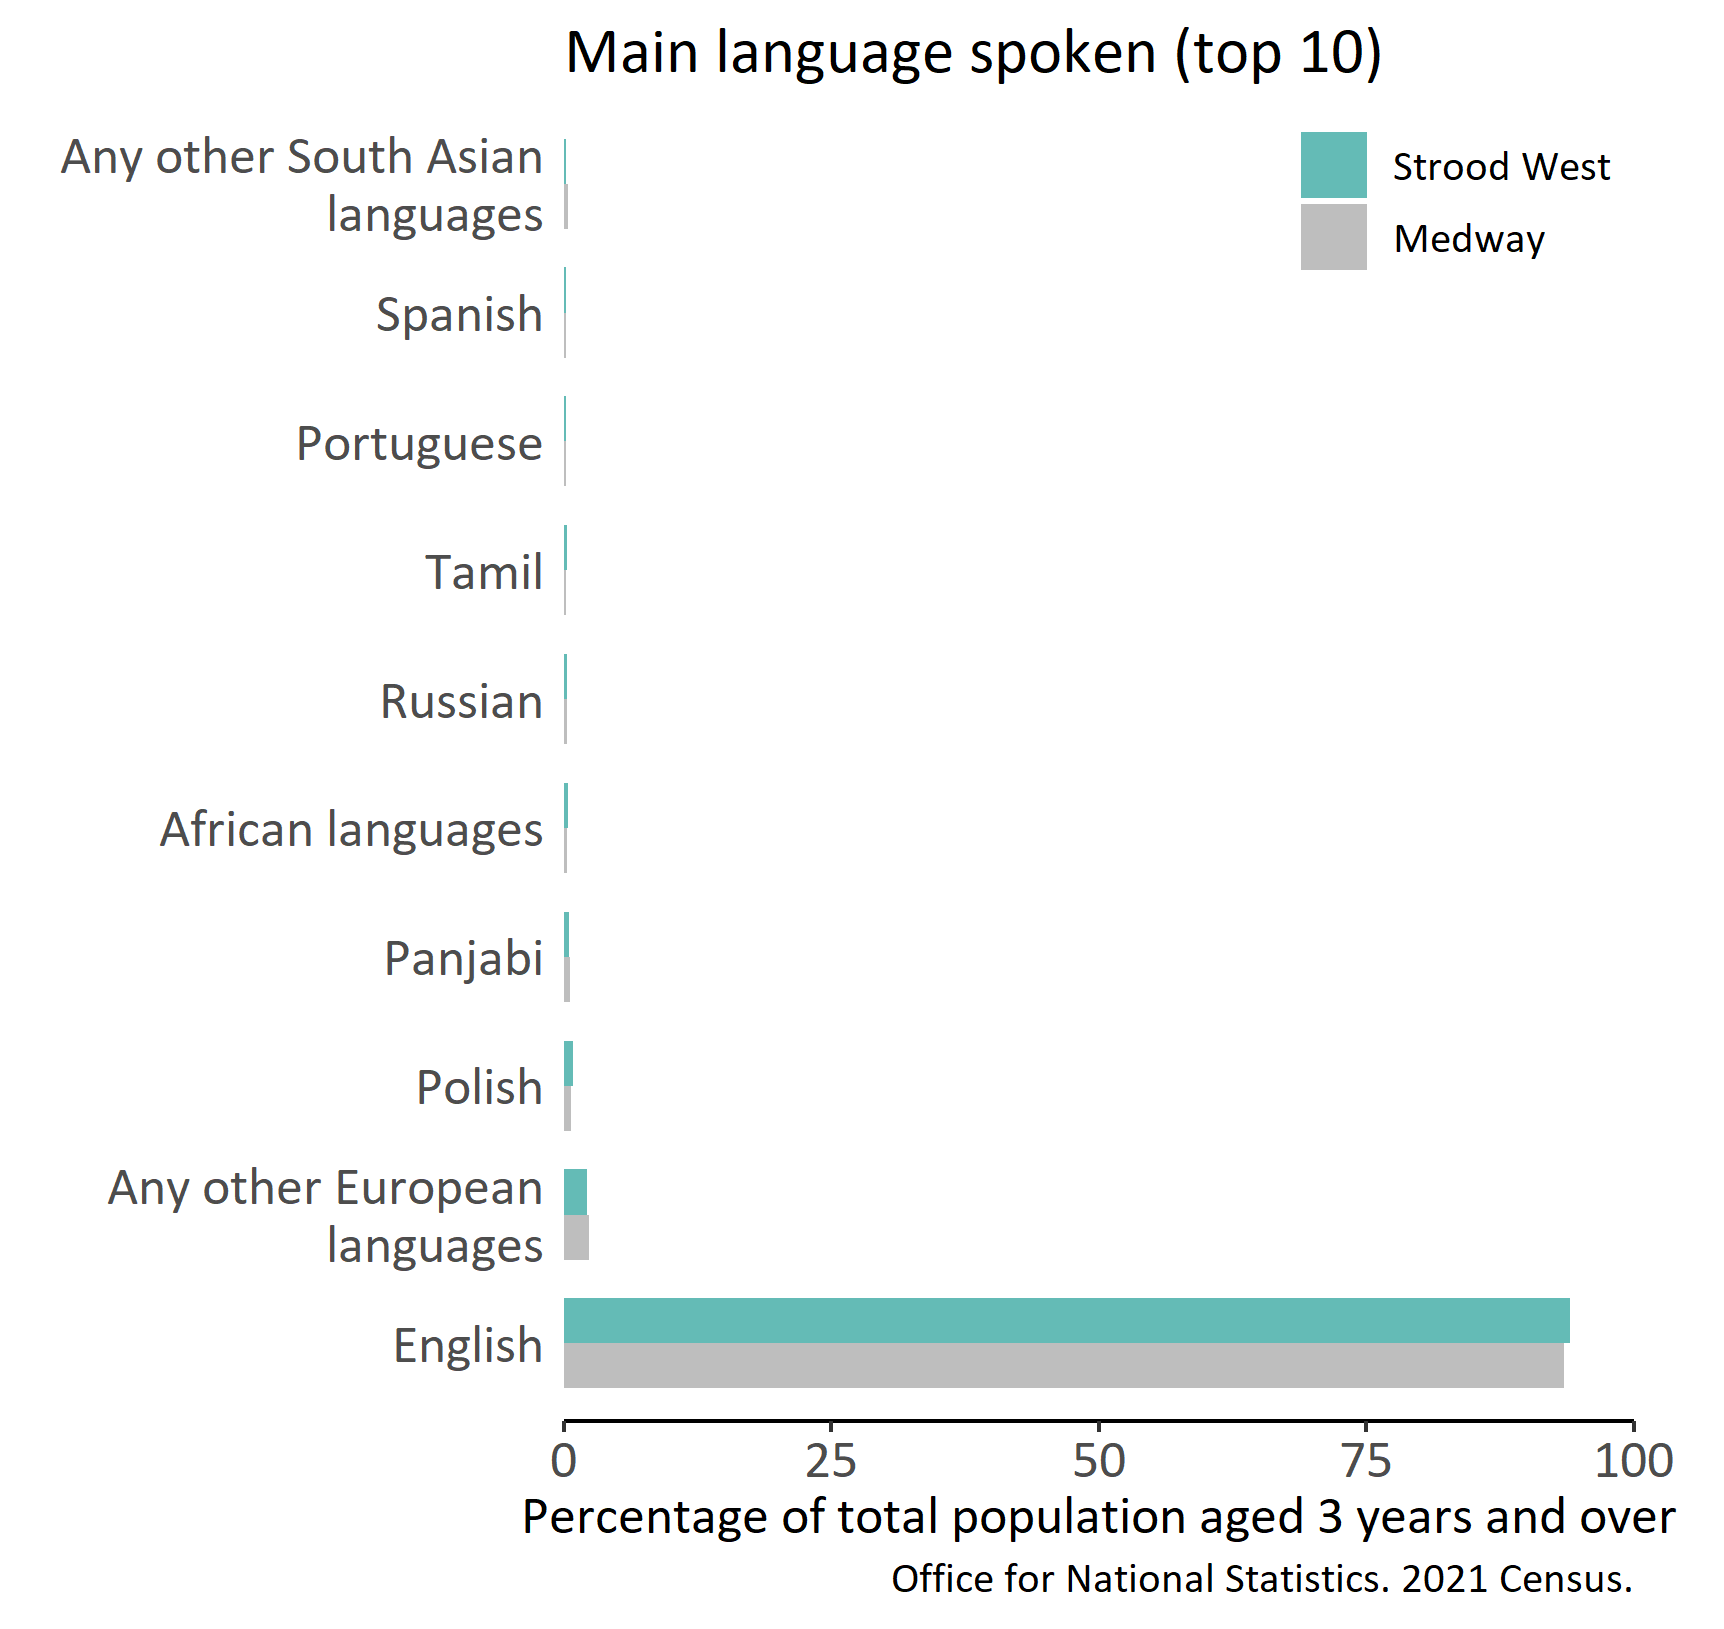 Main language spoken (top 10)
Strood West
Medway
Any other South Asian
languages
Spanish
Portuguese
Tamil
Russian
African languages
Panjabi
Polish
Any other European
languages
English
0 25 50 75 100
Percentage of total population aged 3 years and over
Office for National Statistics. 2021 Census.